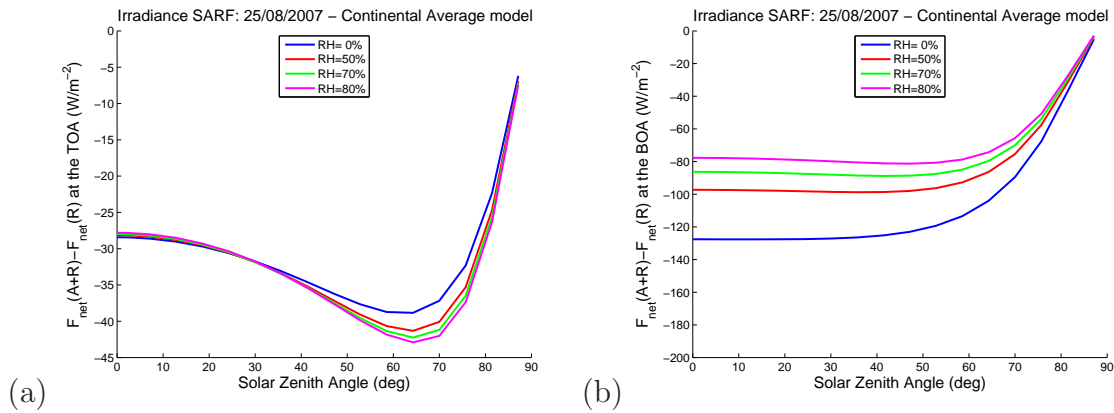 Irradiance SARF: 25/08/2007 − Continental Average model
F_net(A+R)−F_net(R) at the TOA (W/m^−2)
0
−5
−10
−15
−20
−25
−30
−35
−40
−45
RH= 0%
RH=50%
RH=70%
RH=80%
0 10 20 30 40 50 60 70 80 90
Solar Zenith Angle (deg)
(a)
Irradiance SARF: 25/08/2007 − Continental Average model
F_net(A+R)−F_net(R) at the BOA (W/m^−2)
0
−20
−40
−60
−80
−100
−120
−140
−160
−180
−200
RH= 0%
RH=50%
RH=70%
RH=80%
0 10 20 30 40 50 60 70 80 90
Solar Zenith Angle (deg)
(b)